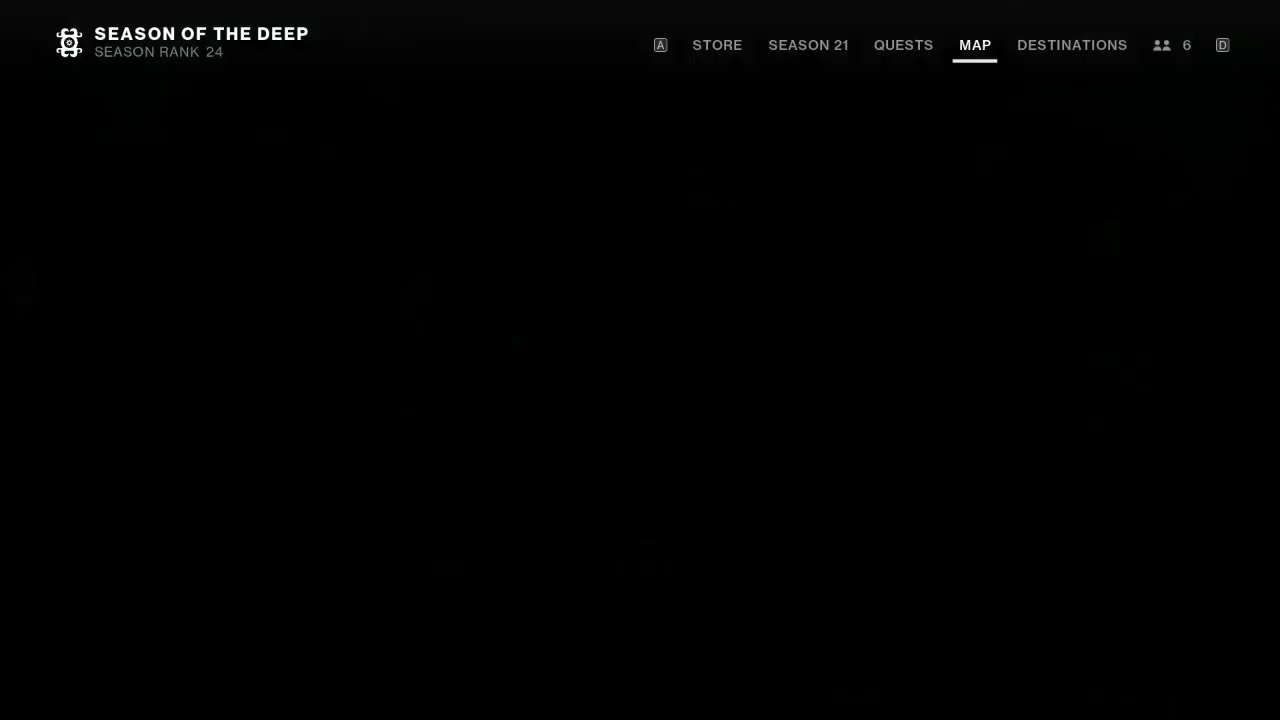 SEASON OF THE DEEP
SEASON RANK 24
A STORE SEASON 21 QUESTS MAP DESTINATIONS 6 D